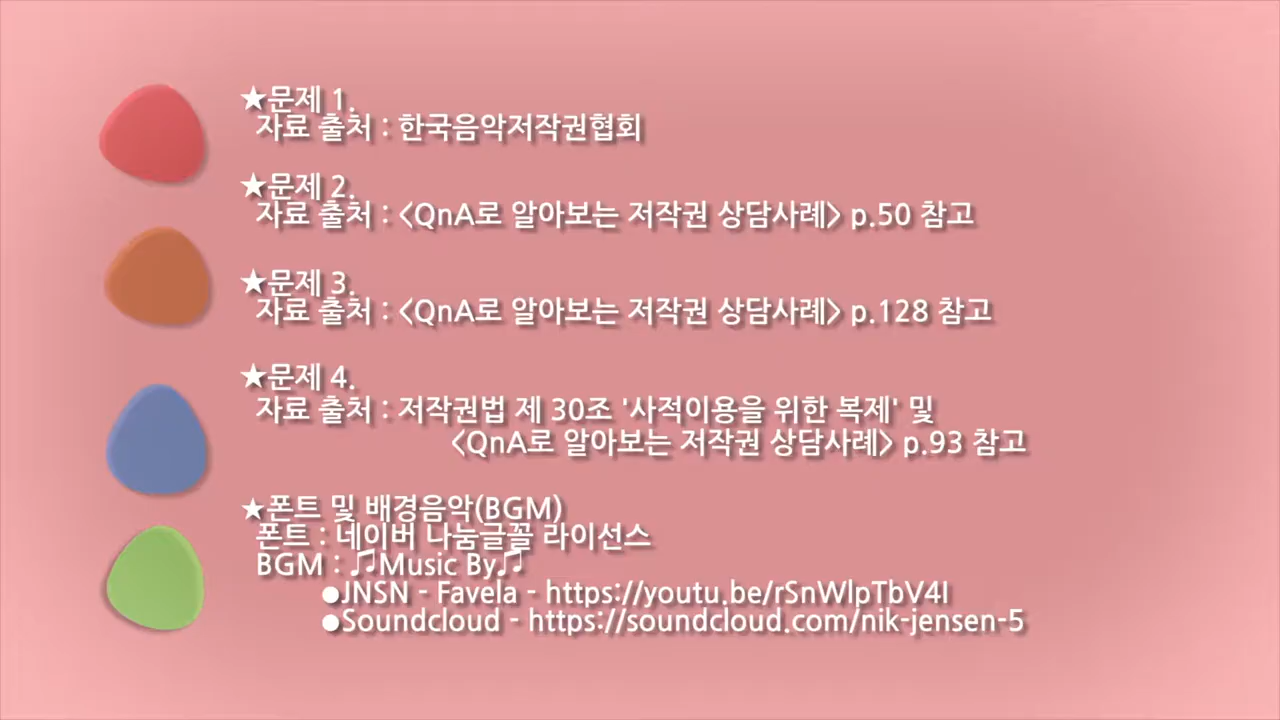 ★문제 1.
자료 출처 : 한국음악저작권협회
★문제 2.
자료 출처 : <QnA로 알아보는 저작권 상담사례> p.50 참고
★문제 3.
자료 출처 : <QnA로 알아보는 저작권 상담사례> p.128 참고
★문제 4.
자료 출처 : 저작권법 제 30조 '사적이용을 위한 복제' 및
<QnA로 알아보는 저작권 상담사례> p.93 참고
★폰트 및 배경음악(BGM)
폰트 : 네이버 나눔글꼴 라이선스
BGM : ♫Music By♫
●JNSN - Favela - https://youtu.be/rSnWlpTbV4I
●Soundcloud - https://soundcloud.com/nik-jensen-5